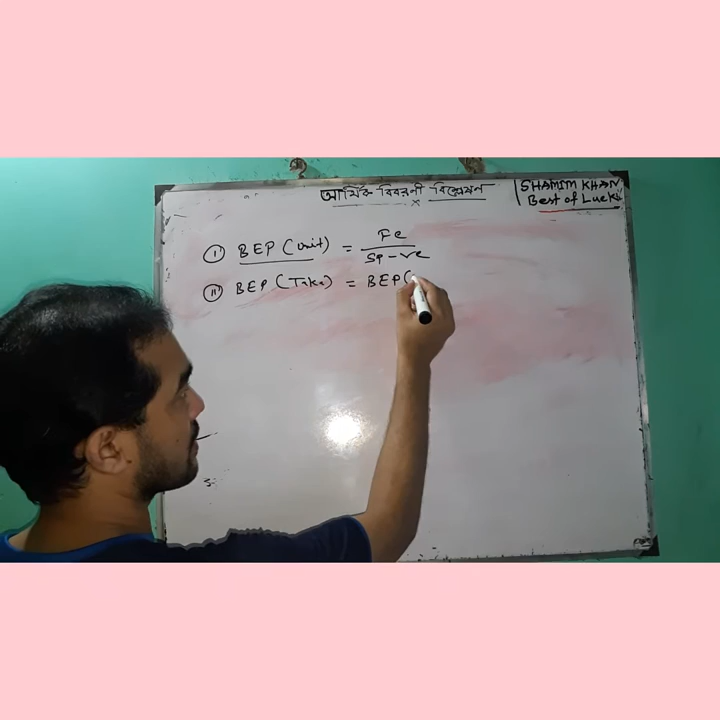 আর্থিক বিবরণী বিশ্লেষণ
SHAMIM KHAN
Best of Luck
(i) BEP (unit) = Fc / Sp - Vc
(ii) BEP (Taka) = BEP(